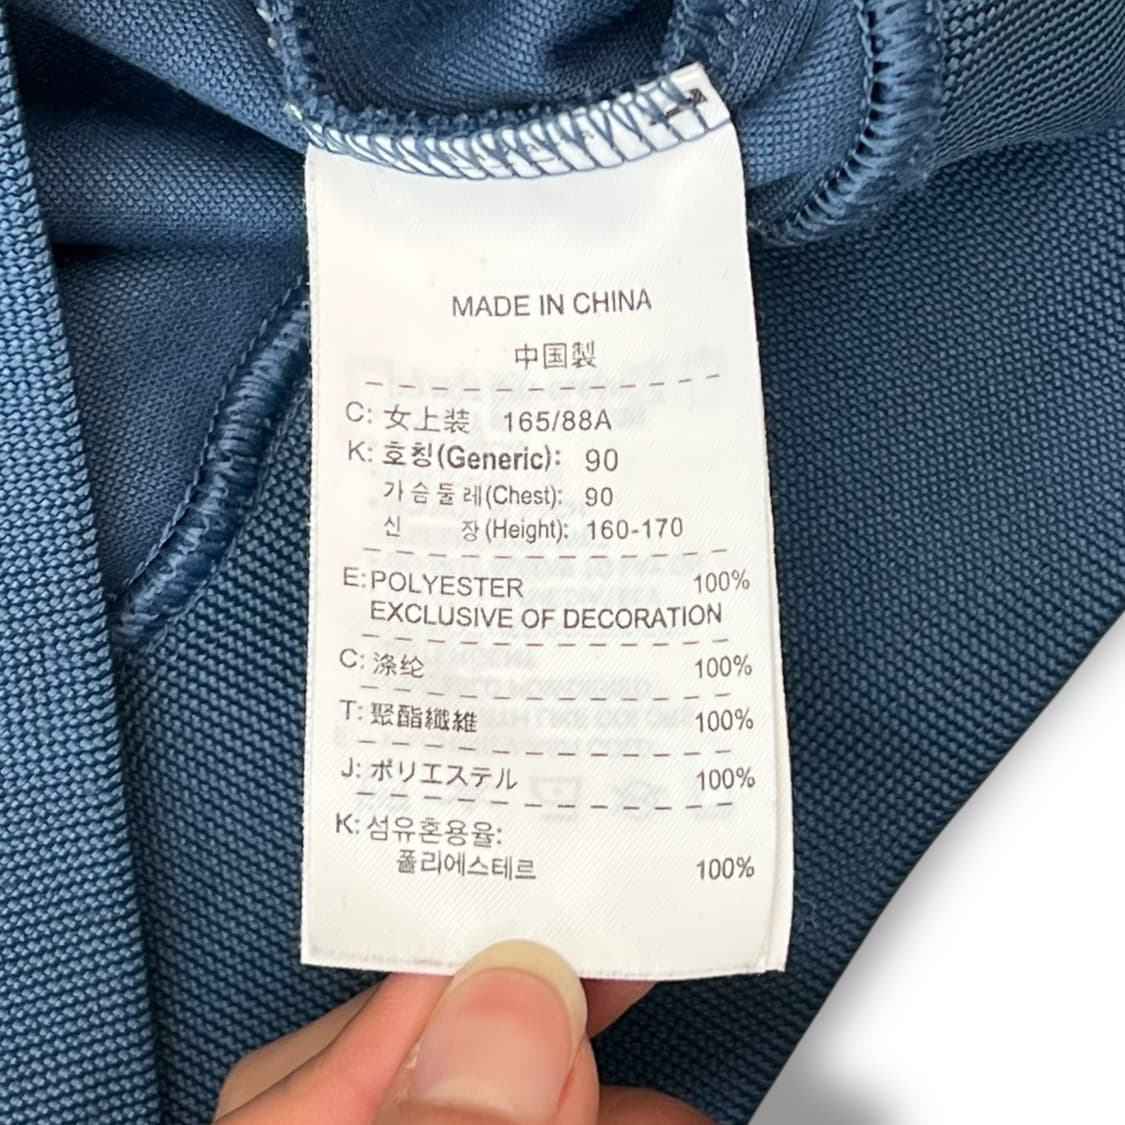 MADE IN CHINA
中国製
C: 女上装 165/88A
K: 호칭(Generic): 90
가슴둘레(Chest): 90
신 장(Height): 160-170
E: POLYESTER 100%
EXCLUSIVE OF DECORATION
C: 涤纶 100%
T: 聚酯纖維 100%
J: ポリエステル 100%
K: 섬유혼용율:
폴리에스테르 100%